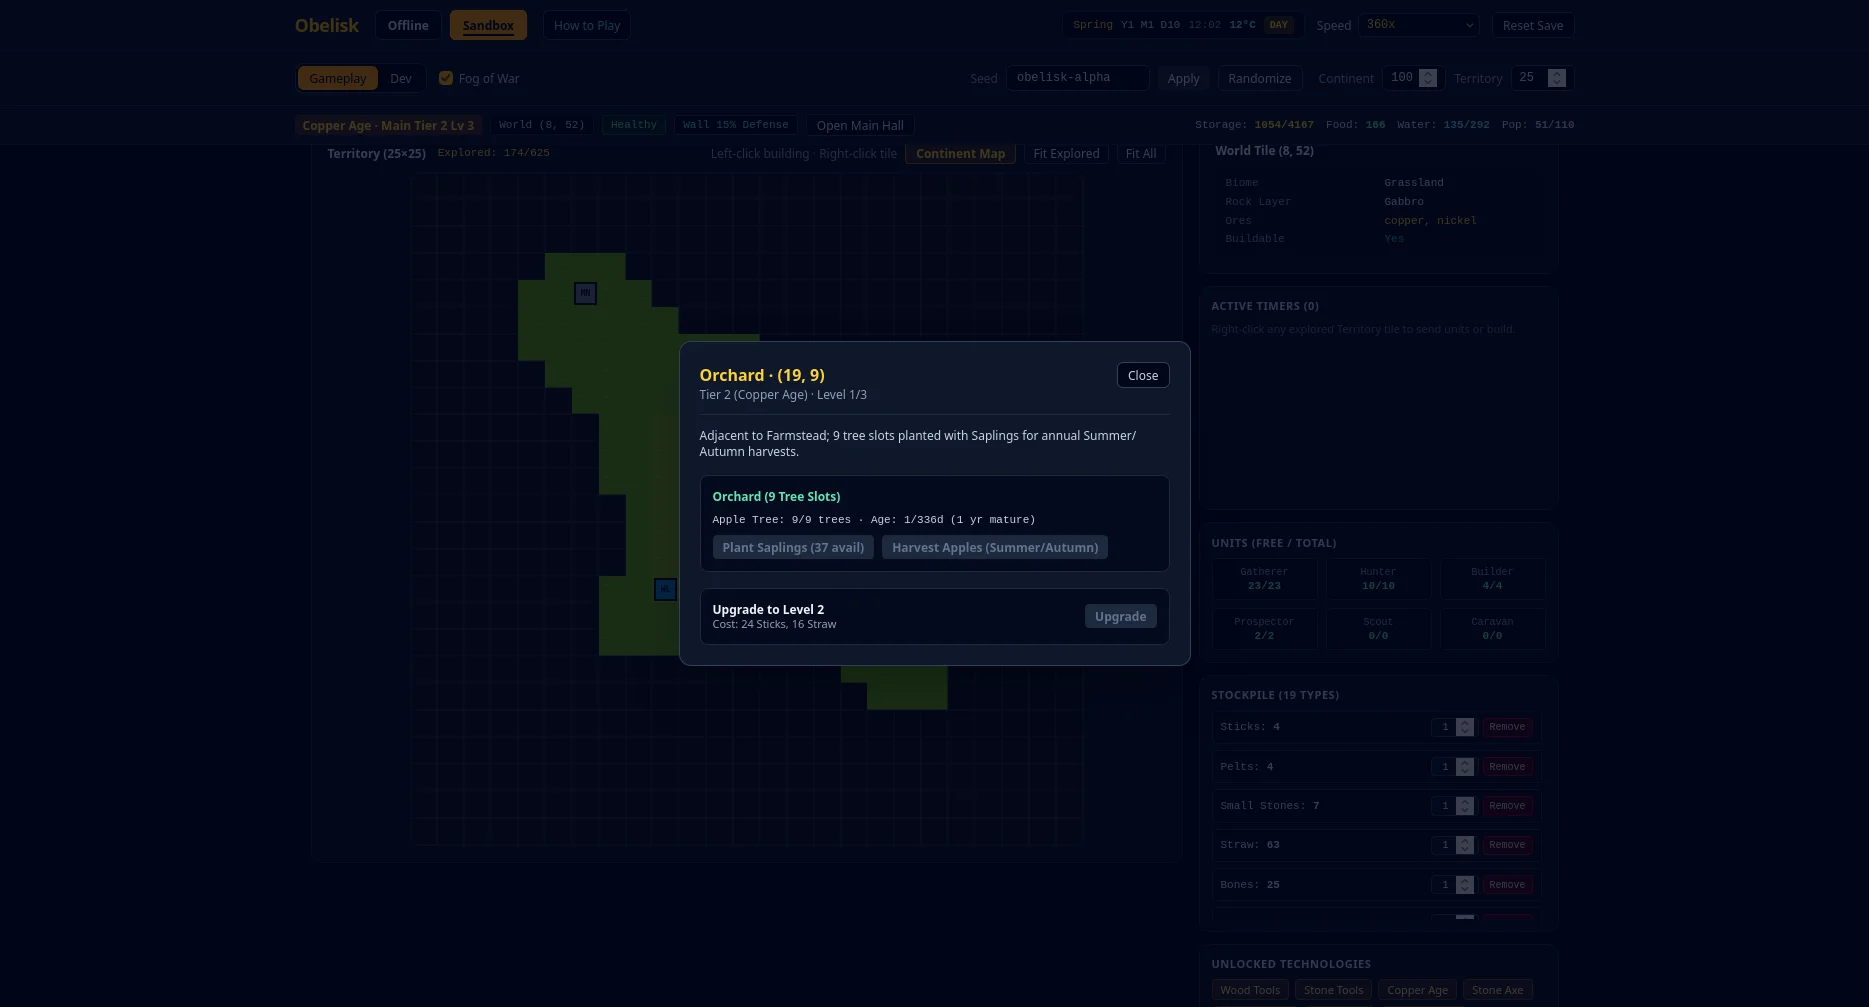 Obelisk Offline Sandbox How to Play Spring Y1 M1 D10 12:02 12°C DAY Speed 360x Reset Save
Gameplay Dev Fog of War Seed obelisk-alpha Apply Randomize Continent 100 Territory 25
Copper Age · Main Tier 2 Lv 3 World (8, 52) Healthy Wall 15% Defense Open Main Hall Storage: 1054/4167 Food: 166 Water: 135/292 Pop: 51/110
Territory (25×25) Explored: 174/625 Left-click building · Right-click tile Continent Map Fit Explored Fit All
MH
WL
Orchard · (19, 9)
Close
Tier 2 (Copper Age) · Level 1/3
Adjacent to Farmstead; 9 tree slots planted with Saplings for annual Summer/
Autumn harvests.
Orchard (9 Tree Slots)
Apple Tree: 9/9 trees · Age: 1/336d (1 yr mature)
Plant Saplings (37 avail) Harvest Apples (Summer/Autumn)
Upgrade to Level 2
Cost: 24 Sticks, 16 Straw
Upgrade
World Tile (8, 52)
Biome Grassland
Rock Layer Gabbro
Ores copper, nickel
Buildable Yes
ACTIVE TIMERS (0)
Right-click any explored Territory tile to send units or build.
UNITS (FREE / TOTAL)
Gatherer Hunter Builder
23/23 10/10 4/4
Prospector Scout Caravan
2/2 0/0 0/0
STOCKPILE (19 TYPES)
Sticks: 4 1 Remove
Pelts: 4 1 Remove
Small Stones: 7 1 Remove
Straw: 63 1 Remove
Bones: 25 1 Remove
UNLOCKED TECHNOLOGIES
Wood Tools Stone Tools Copper Age Stone Axe